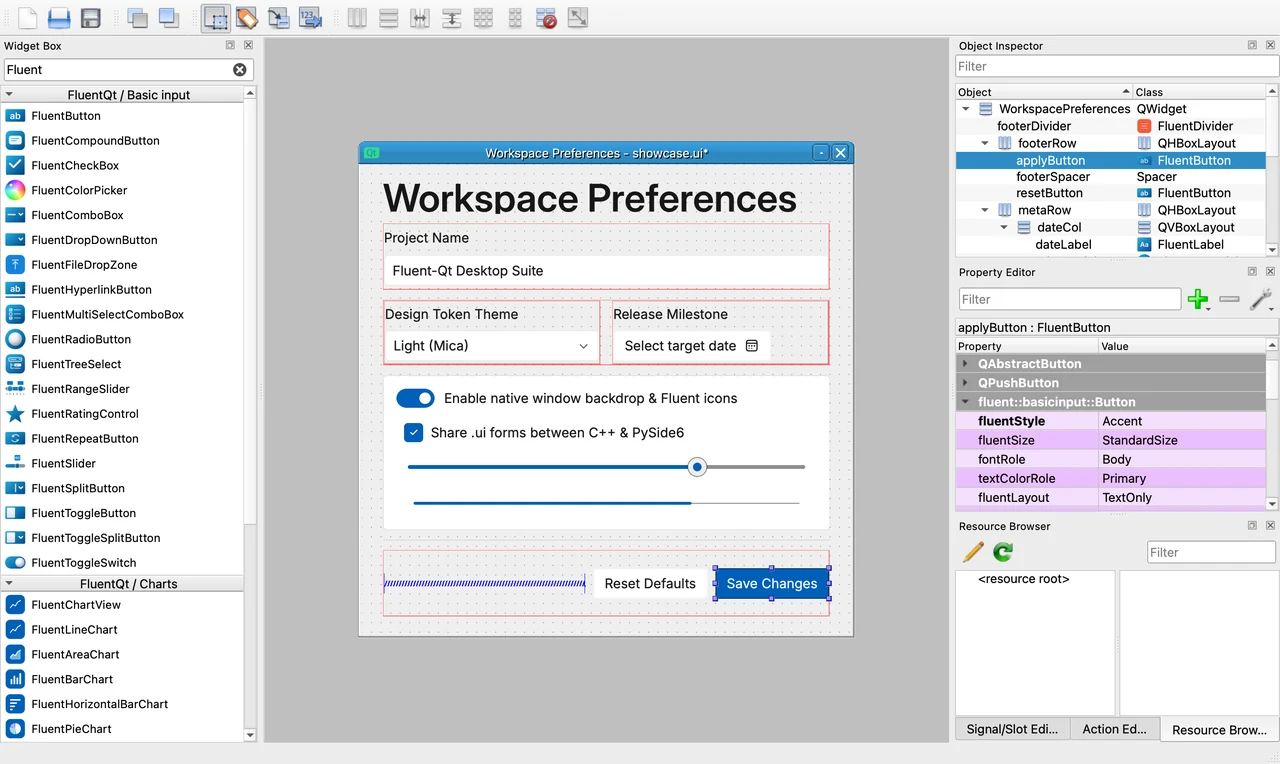 Widget Box
Fluent
FluentQt / Basic input
FluentButton
FluentCompoundButton
FluentCheckBox
FluentColorPicker
FluentComboBox
FluentDropDownButton
FluentFileDropZone
FluentHyperlinkButton
FluentMultiSelectComboBox
FluentRadioButton
FluentTreeSelect
FluentRangeSlider
FluentRatingControl
FluentRepeatButton
FluentSlider
FluentSplitButton
FluentToggleButton
FluentToggleSplitButton
FluentToggleSwitch
FluentQt / Charts
FluentChartView
FluentLineChart
FluentAreaChart
FluentBarChart
FluentHorizontalBarChart
FluentPieChart
Qt
Workspace Preferences - showcase.ui*
Workspace Preferences
Project Name
Fluent-Qt Desktop Suite
Design Token Theme
Release Milestone
Light (Mica)
Select target date
Enable native window backdrop & Fluent icons
Share .ui forms between C++ & PySide6
Reset Defaults
Save Changes
Object Inspector
Filter
Object Class
WorkspacePreferences QWidget
footerDivider FluentDivider
footerRow QHBoxLayout
applyButton FluentButton
footerSpacer Spacer
resetButton FluentButton
metaRow QHBoxLayout
dateCol QVBoxLayout
dateLabel FluentLabel
Property Editor
Filter
applyButton : FluentButton
Property Value
QAbstractButton
QPushButton
fluent::basicinput::Button
fluentStyle Accent
fluentSize StandardSize
fontRole Body
textColorRole Primary
fluentLayout TextOnly
Resource Browser
Filter
<resource root>
Signal/Slot Edi...
Action Ed...
Resource Brow...